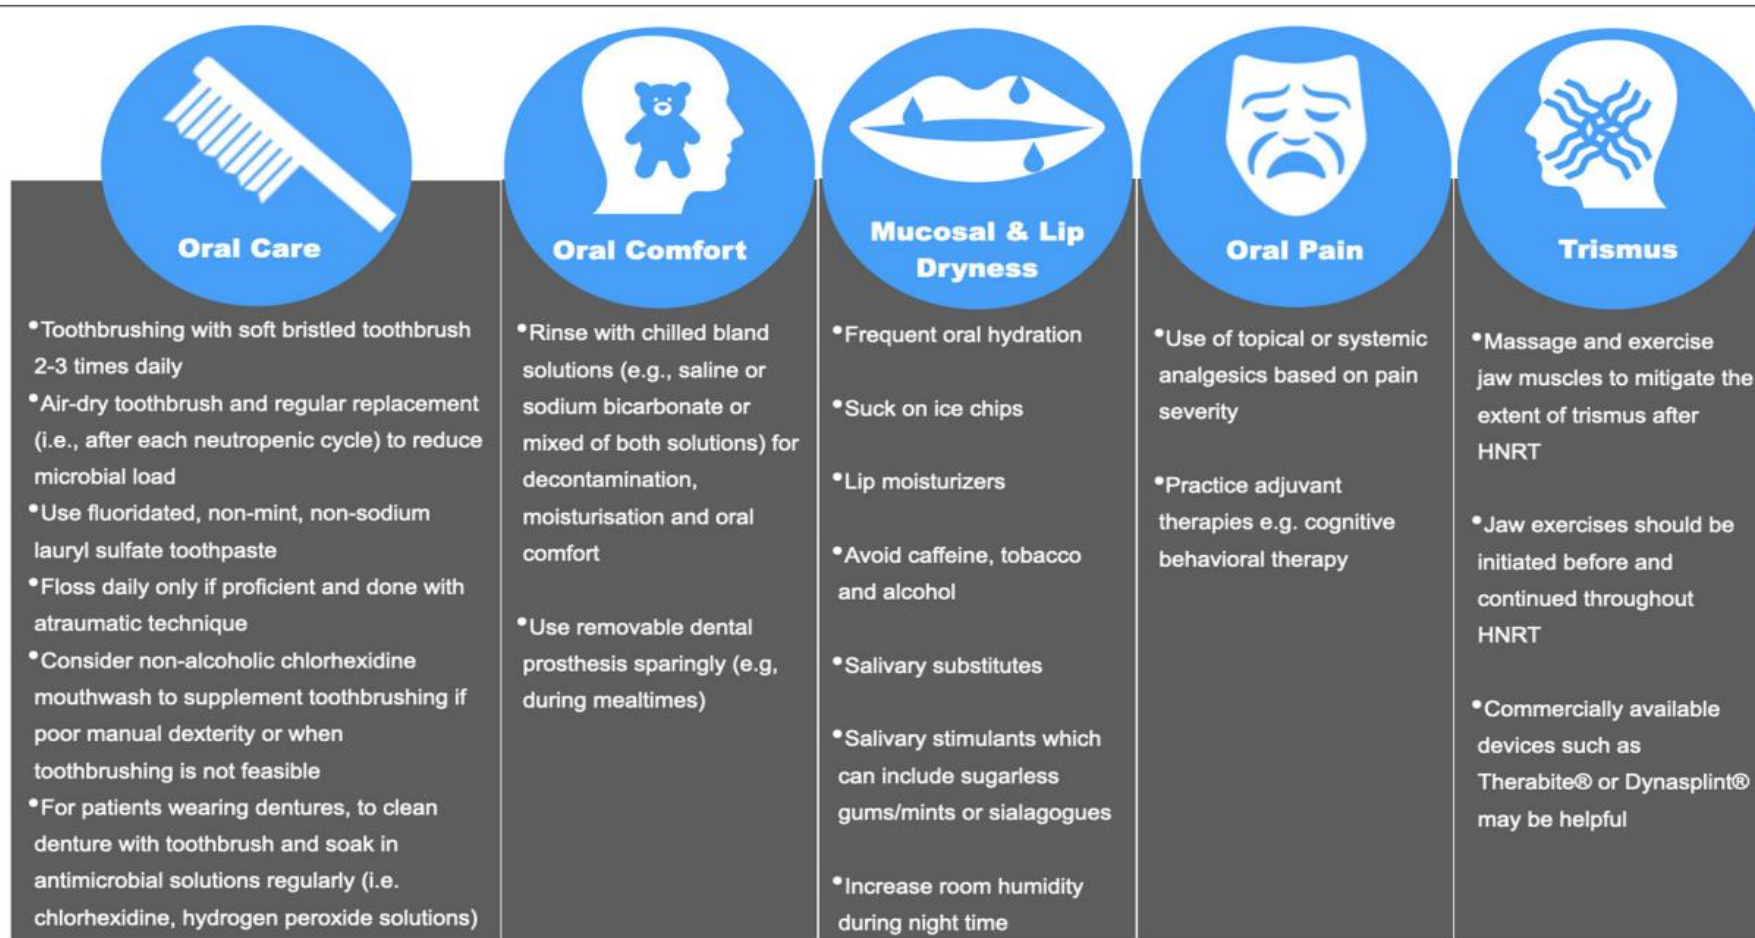 Oral Care
•Toothbrushing with soft bristled toothbrush
2-3 times daily
•Air-dry toothbrush and regular replacement
(i.e., after each neutropenic cycle) to reduce
microbial load
•Use fluoridated, non-mint, non-sodium
lauryl sulfate toothpaste
•Floss daily only if proficient and done with
atraumatic technique
•Consider non-alcoholic chlorhexidine
mouthwash to supplement toothbrushing if
poor manual dexterity or when
toothbrushing is not feasible
•For patients wearing dentures, to clean
denture with toothbrush and soak in
antimicrobial solutions regularly (i.e.
chlorhexidine, hydrogen peroxide solutions)
Oral Comfort
•Rinse with chilled bland
solutions (e.g., saline or
sodium bicarbonate or
mixed of both solutions) for
decontamination,
moisturisation and oral
comfort
•Use removable dental
prosthesis sparingly (e.g,
during mealtimes)
Mucosal & Lip
Dryness
•Frequent oral hydration
•Suck on ice chips
•Lip moisturizers
•Avoid caffeine, tobacco
and alcohol
•Salivary substitutes
•Salivary stimulants which
can include sugarless
gums/mints or sialagogues
•Increase room humidity
during night time
Oral Pain
•Use of topical or systemic
analgesics based on pain
severity
•Practice adjuvant
therapies e.g. cognitive
behavioral therapy
Trismus
•Massage and exercise
jaw muscles to mitigate the
extent of trismus after
HNRT
•Jaw exercises should be
initiated before and
continued throughout
HNRT
•Commercially available
devices such as
Therabite® or Dynasplint®
may be helpful